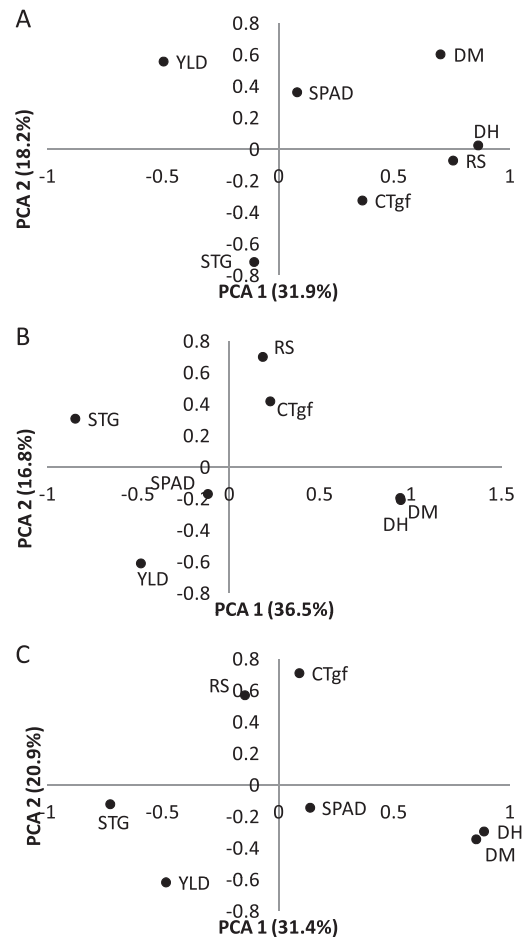 A
0.8
YLD
0.6
DM
0.4
SPAD
0.2
DH
0
-1
-0.5
0
0.5
1
RS
-0.2
CTgf
-0.4
-0.6
STG
-0.8
PCA 2 (18.2%)
PCA 1 (31.9%)
B
0.8
RS
0.6
0.4
CTgf
STG
0.2
0
SPAD
-1
-0.5
0
0.5
1
1.5
-0.2
DM
DH
-0.4
-0.6
YLD
-0.8
PCA 2 (16.8%)
PCA 1 (36.5%)
C
0.8
CTgf
RS
0.6
0.4
0.2
0
-1
-0.5
0
0.5
1
SPAD
STG
-0.2
DH
DM
-0.4
-0.6
YLD
-0.8
PCA 2 (20.9%)
PCA 1 (31.4%)